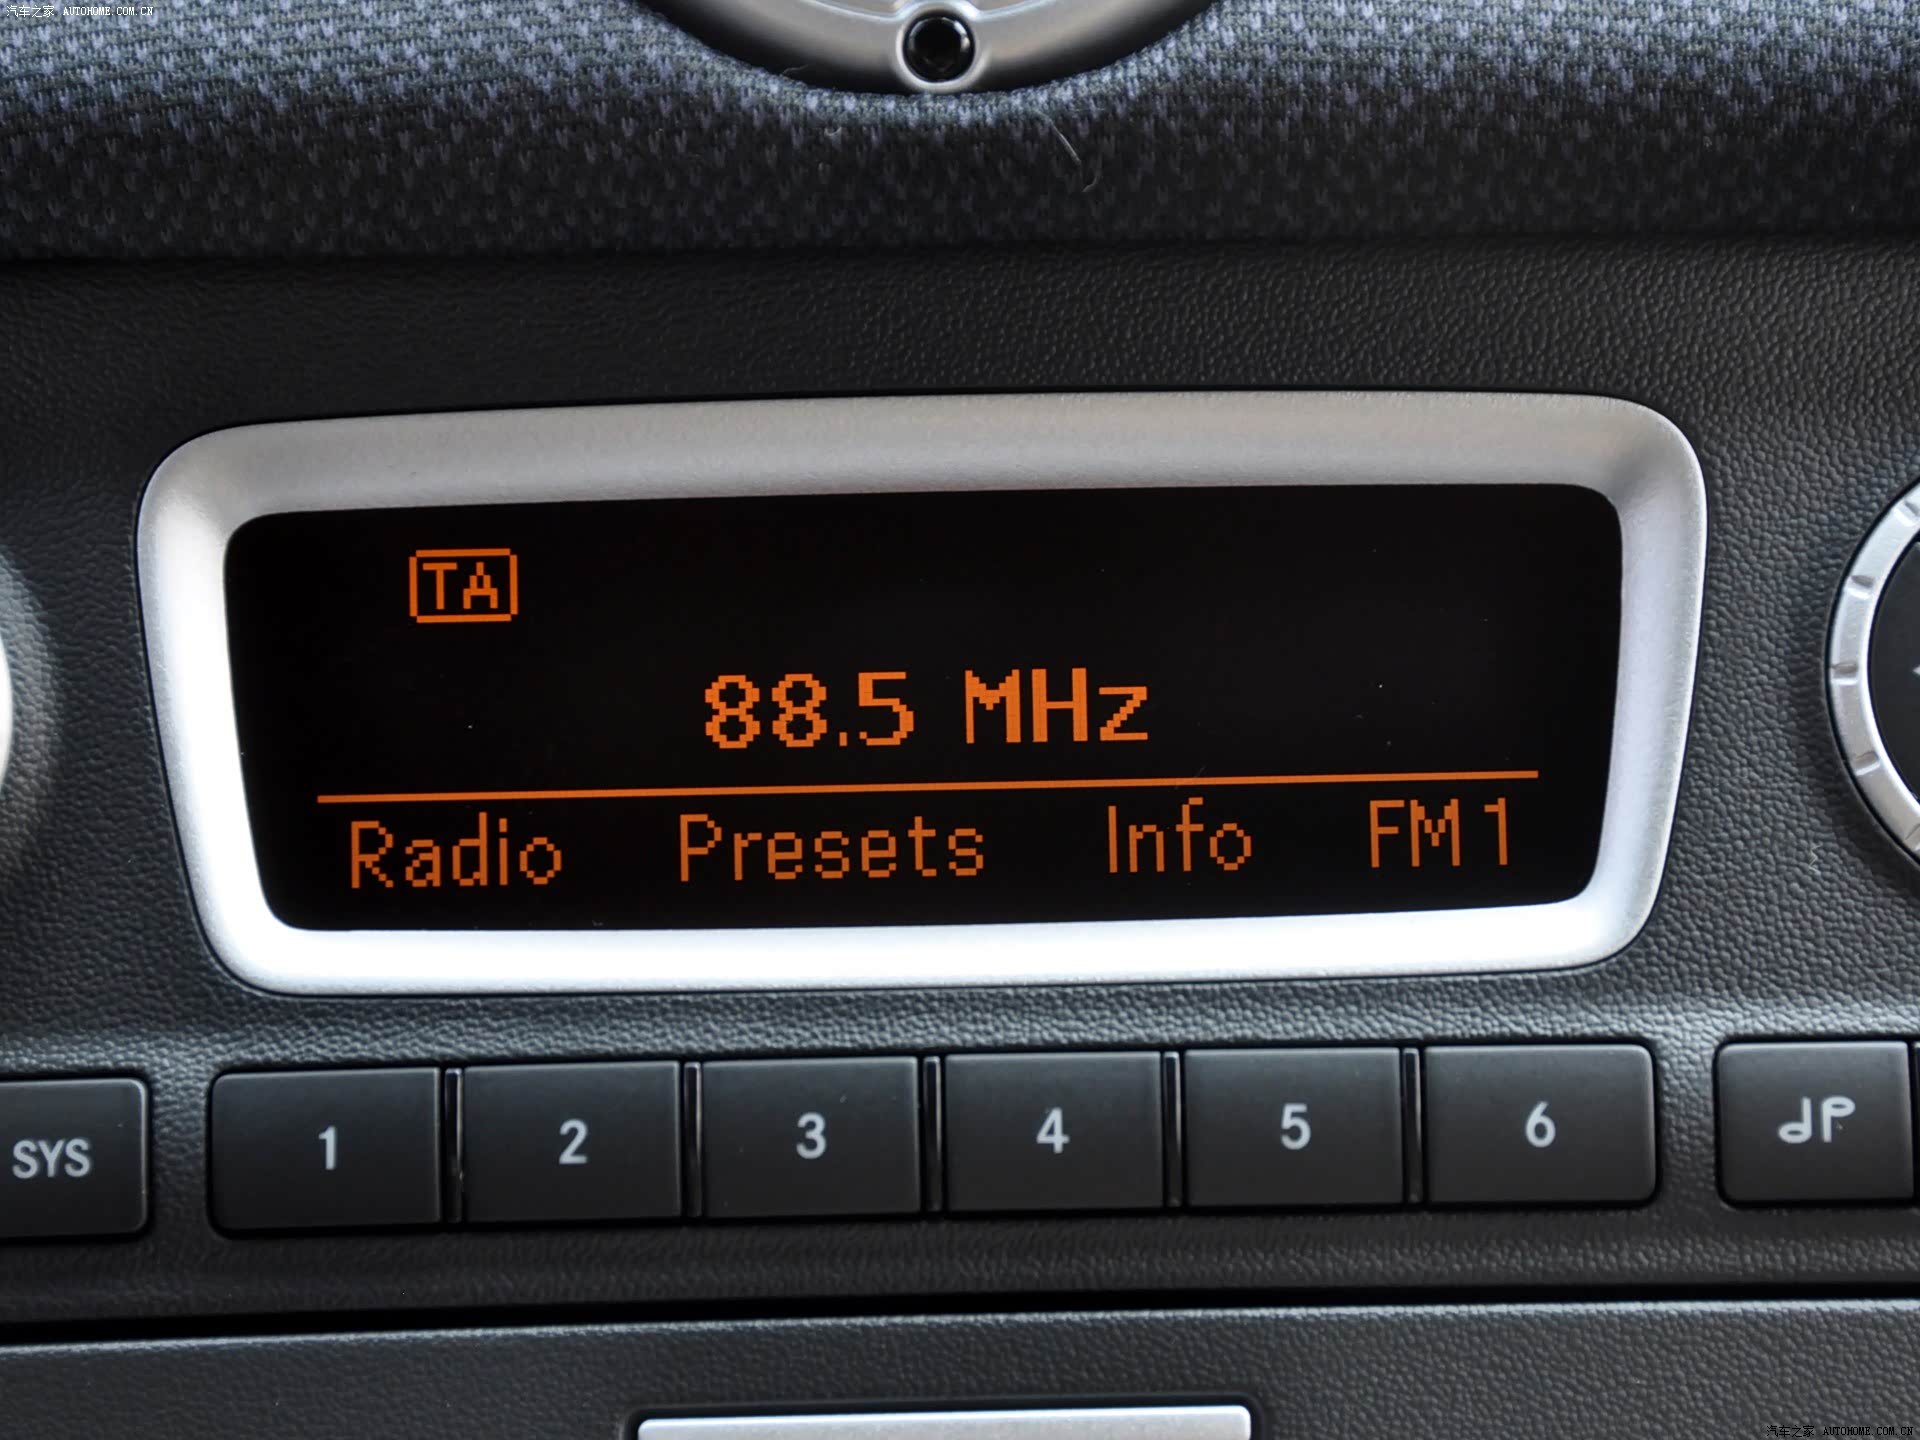 汽车之家 AUTOHOME.COM.CN
TA
88.5 MHz
Radio Presets Info FM1
SYS 1 2 3 4 5 6
汽车之家 AUTOHOME.COM.CN